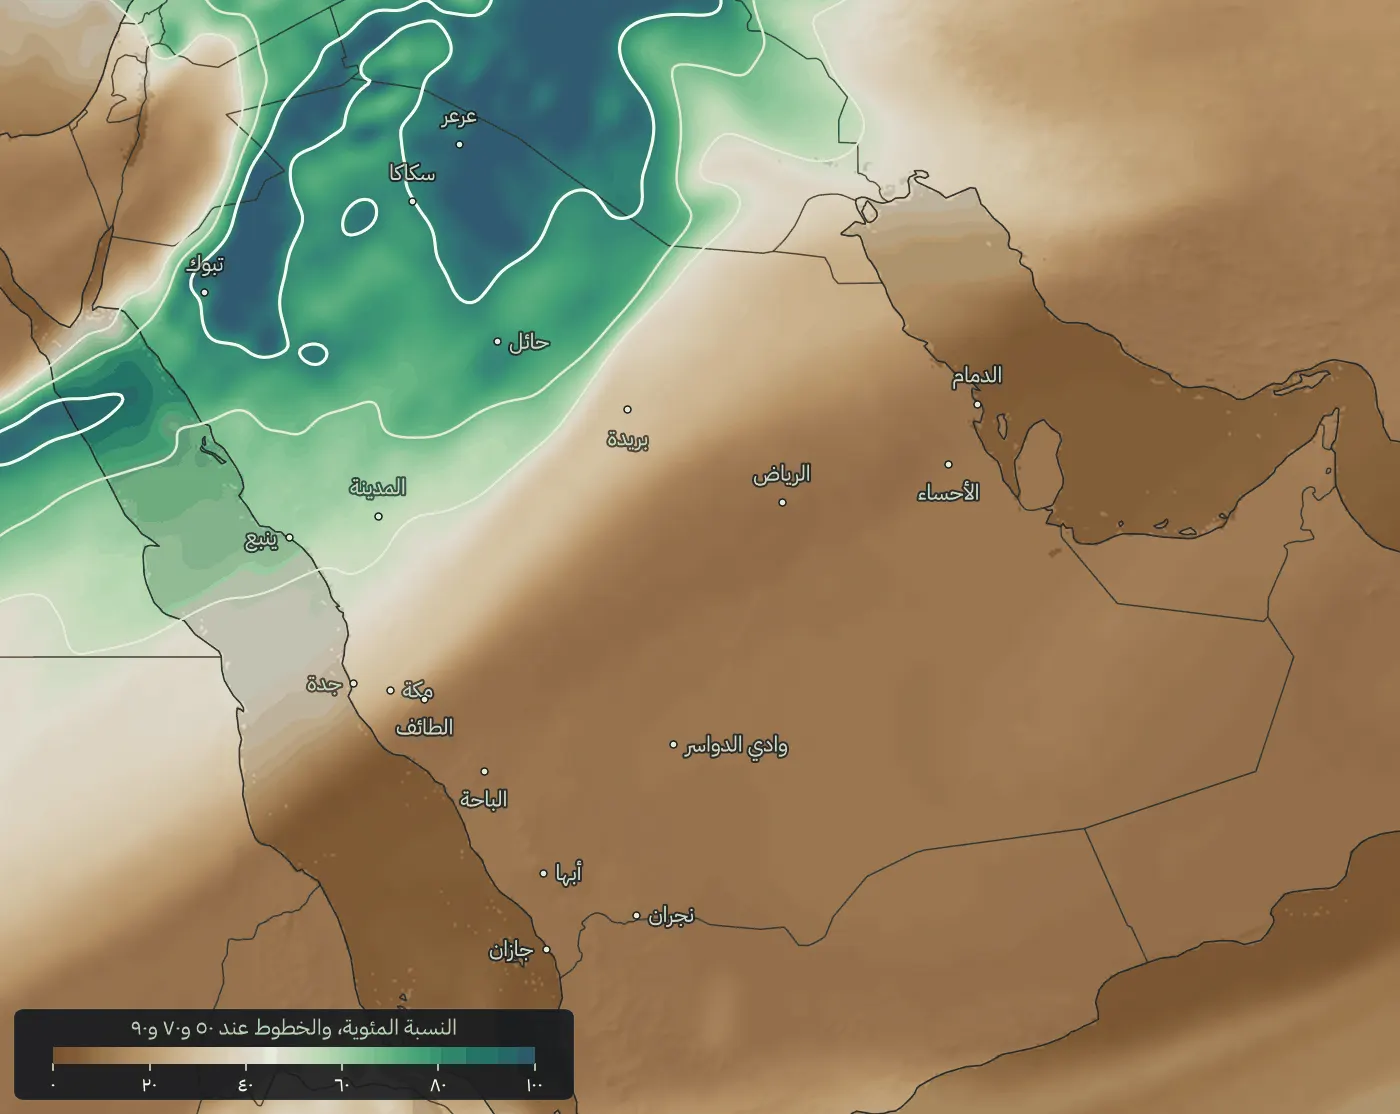 عرعر
سكاكا
تبوك
حائل
الدمام
بريدة
الرياض
المدينة
الأحساء
ينبع
جدة
مكة
الطائف
وادي الدواسر
الباحة
أبها
نجران
جازان
النسبة المئوية، والخطوط عند ٥٠ و٧٠ و٩٠
٠ ٢٠ ٤٠ ٦٠ ٨٠ ١٠٠